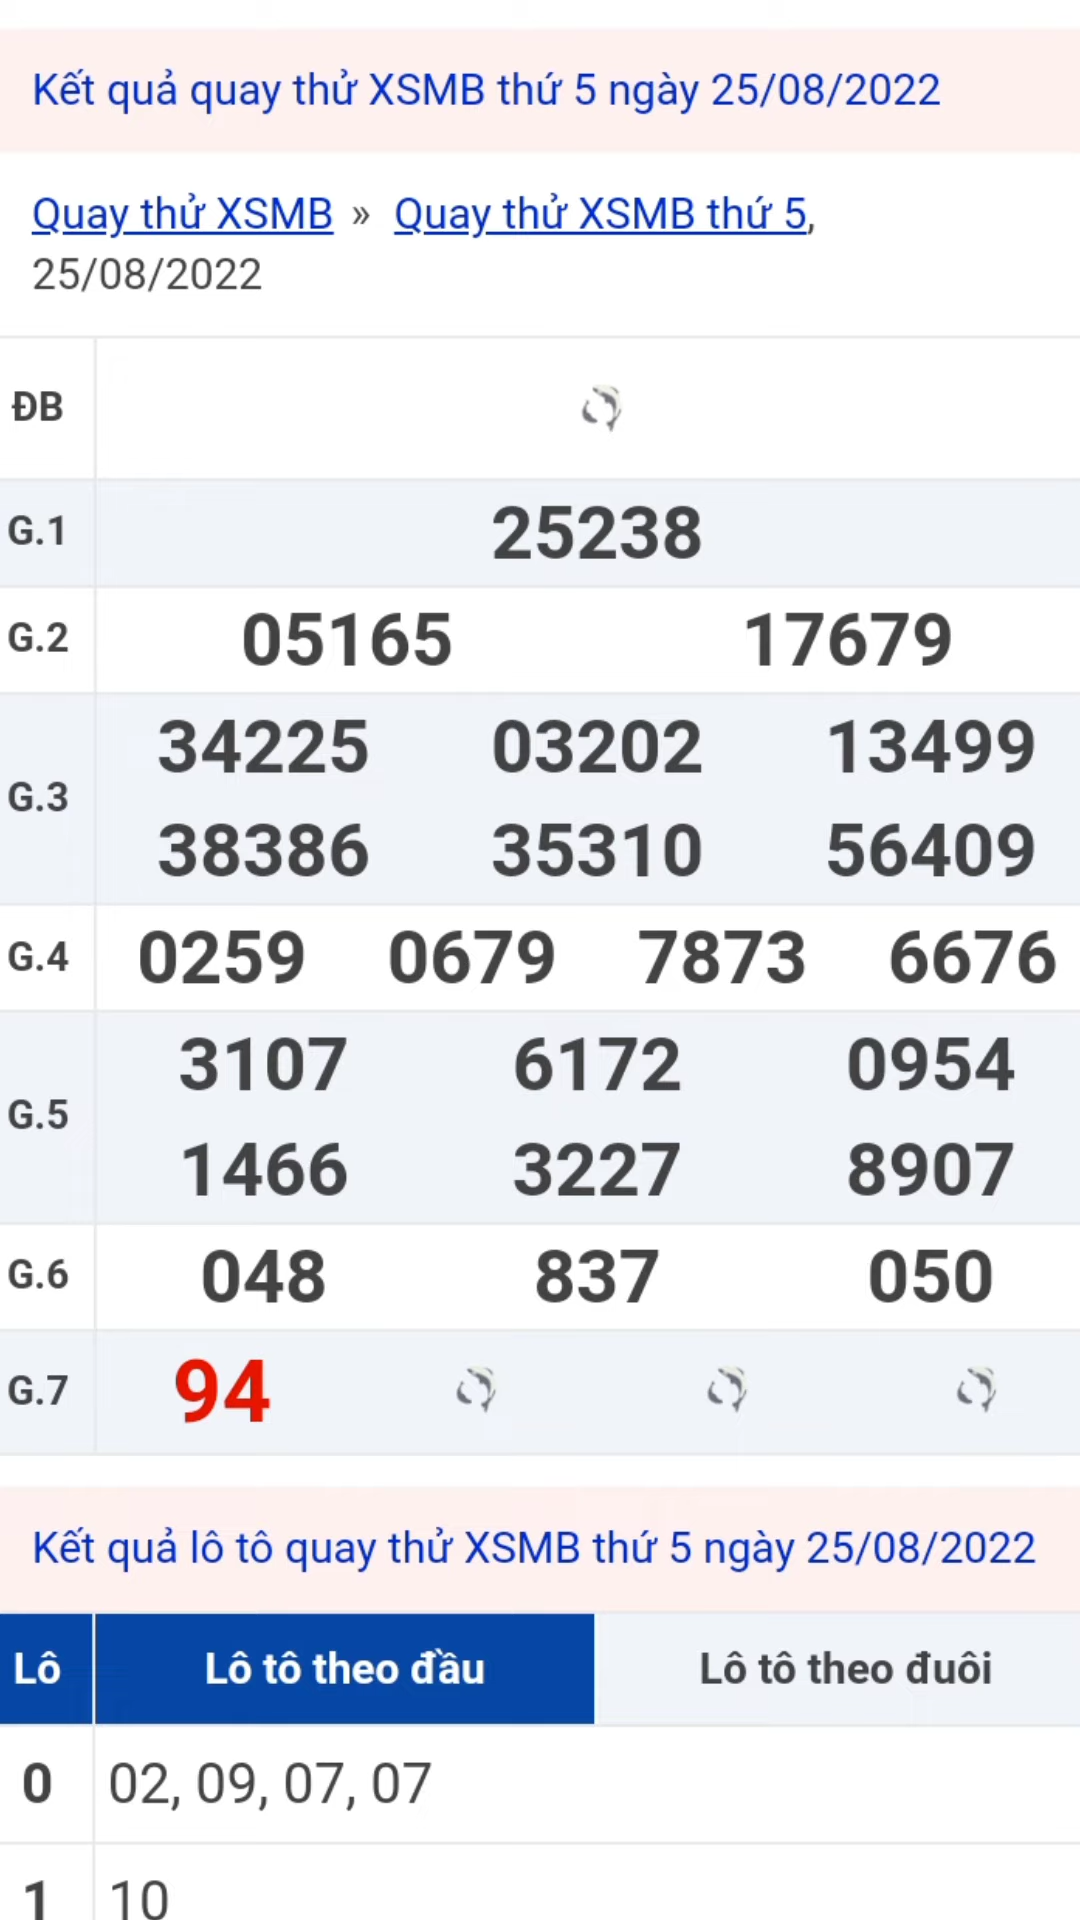 Kết quả quay thử XSMB thứ 5 ngày 25/08/2022
Quay thử XSMB » Quay thử XSMB thứ 5,
25/08/2022
ĐB
G.1 25238
G.2 05165 17679
G.3 34225 03202 13499
38386 35310 56409
G.4 0259 0679 7873 6676
G.5 3107 6172 0954
1466 3227 8907
G.6 048 837 050
G.7 94
Kết quả lô tô quay thử XSMB thứ 5 ngày 25/08/2022
Lô Lô tô theo đầu Lô tô theo đuôi
0 02, 09, 07, 07
1 10